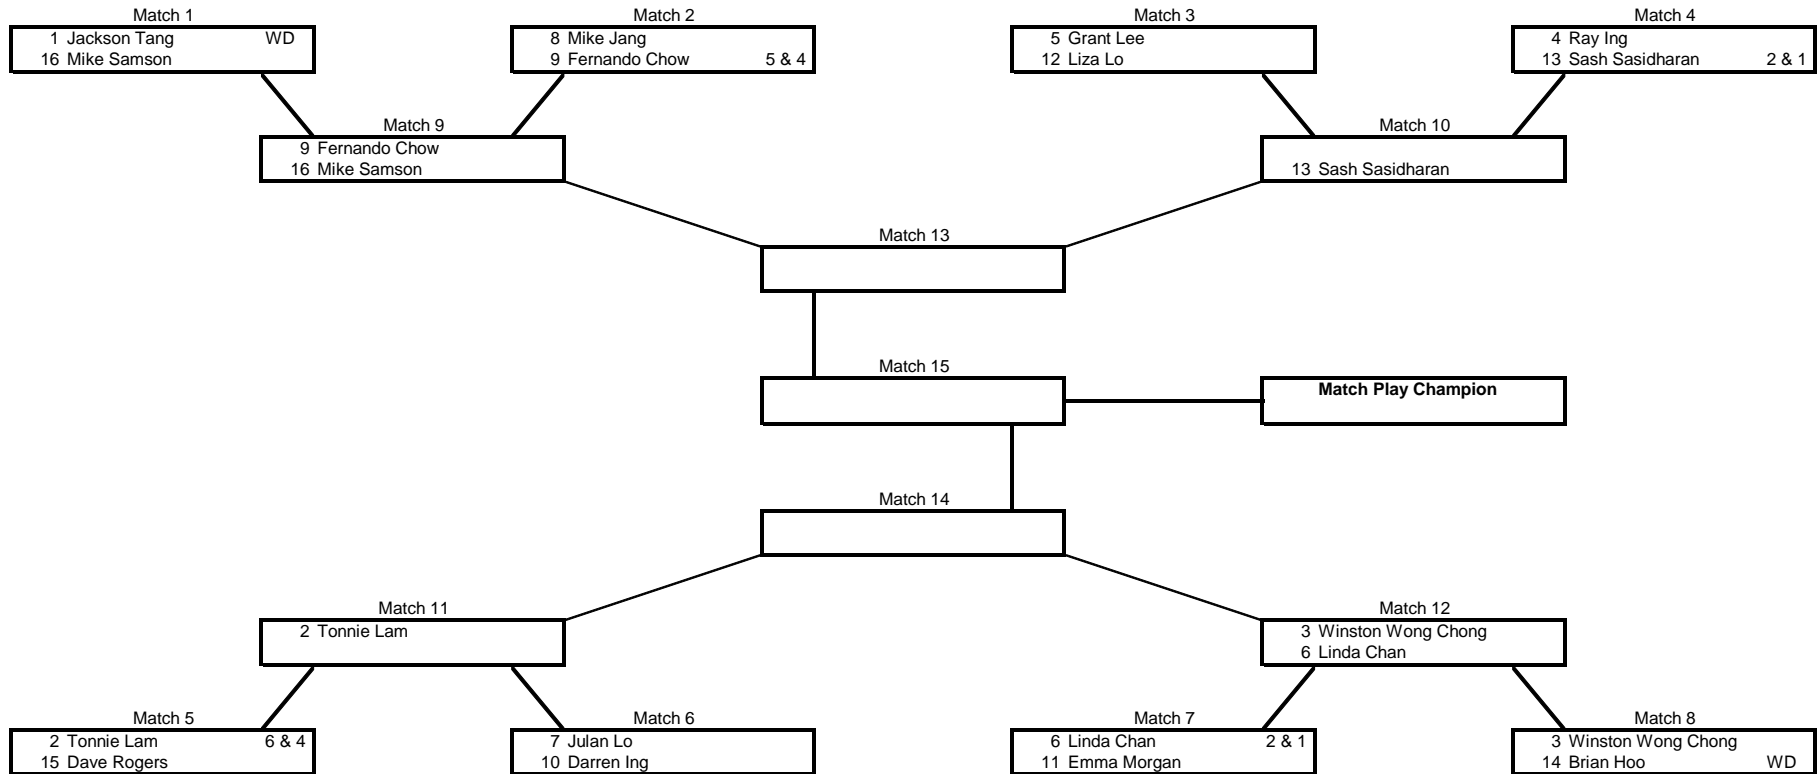 Match 1
1 Jackson Tang WD
16 Mike Samson
Match 2
8 Mike Jang
9 Fernando Chow 5 & 4
Match 3
5 Grant Lee
12 Liza Lo
Match 4
4 Ray Ing
13 Sash Sasidharan 2 & 1
Match 9
9 Fernando Chow
16 Mike Samson
Match 10
13 Sash Sasidharan
Match 13
Match 15
Match Play Champion
Match 14
Match 11
2 Tonnie Lam
Match 12
3 Winston Wong Chong
6 Linda Chan
Match 5
2 Tonnie Lam 6 & 4
15 Dave Rogers
Match 6
7 Julan Lo
10 Darren Ing
Match 7
6 Linda Chan 2 & 1
11 Emma Morgan
Match 8
3 Winston Wong Chong
14 Brian Hoo WD